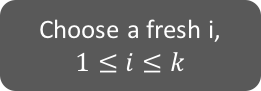 Choose a fresh i,
1 ≤ 𝑖 ≤ 𝑘